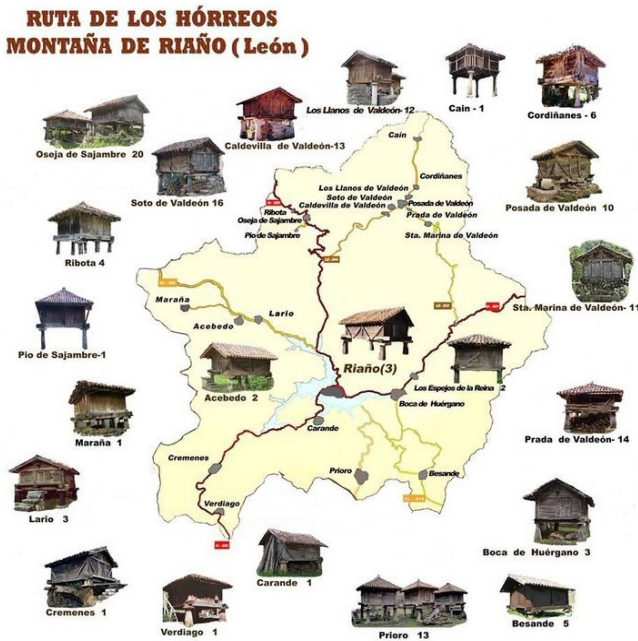 RUTA DE LOS HÓRREOS
MONTAÑA DE RIAÑO ( León )
Los Llanos de Valdeón- 12
Cain - 1
Cordiñanes - 6
Caldevilla de Valdeón-13
Oseja de Sajambre 20
Soto de Valdeón 16
Posada de Valdeón 10
Ribota 4
Sta. Marina de Valdeón- 11
Pio de Sajambre-1
Acebedo 2
Riaño(3)
Los Espejos de la Reina 2
Maraña 1
Prada de Valdeón- 14
Lario 3
Boca de Huérgano 3
Cremenes 1
Verdiago 1
Carande 1
Prioro 13
Besande 5
Caín
Cordiñanes
Los Llanos de Valdeón
Soto de Valdeón
Caldevilla de Valdeón
Posada de Valdeón
Prada de Valdeón
Sta. Marina de Valdeón
Ribota
Oseja de Sajambre
Pio de Sajambre
Maraña
Acebedo
Lario
Boca de Huérgano
Carande
Cremenes
Prioro
Besande
Verdiago